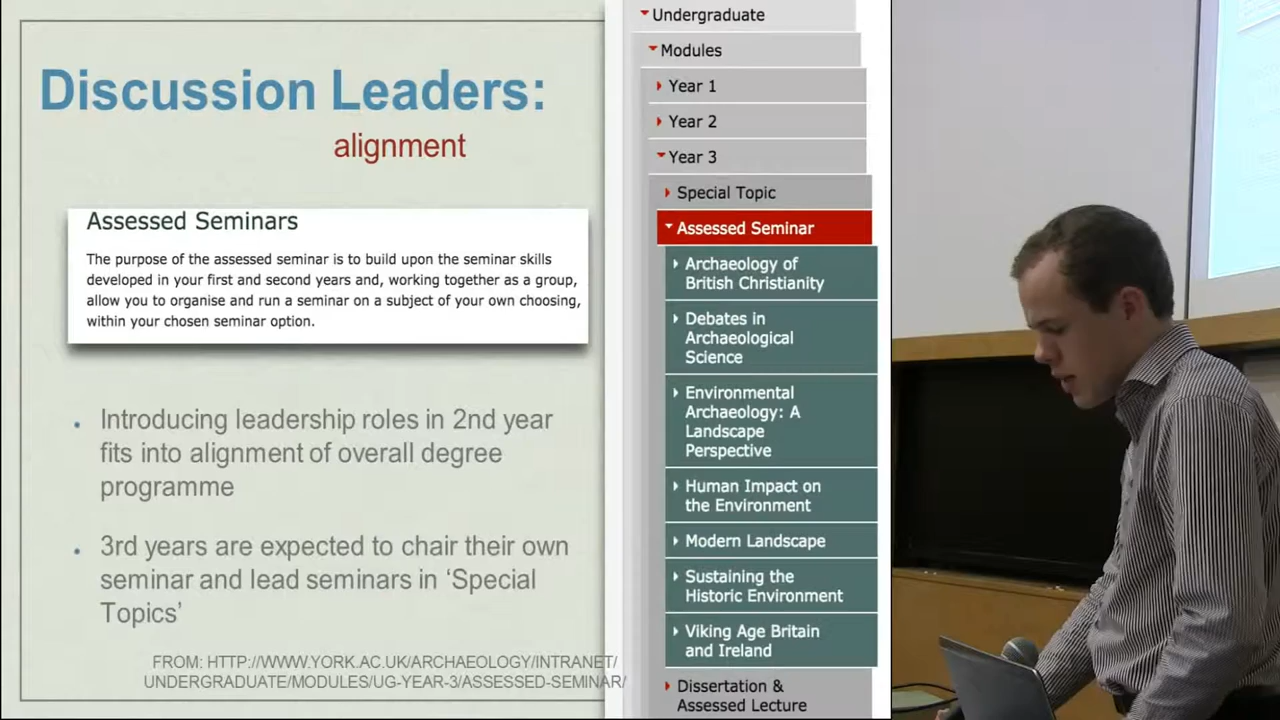 Discussion Leaders:
alignment
Assessed Seminars
The purpose of the assessed seminar is to build upon the seminar skills
developed in your first and second years and, working together as a group,
allow you to organise and run a seminar on a subject of your own choosing,
within your chosen seminar option.
Introducing leadership roles in 2nd year
fits into alignment of overall degree
programme
3rd years are expected to chair their own
seminar and lead seminars in ‘Special
Topics’
FROM: HTTP://WWW.YORK.AC.UK/ARCHAEOLOGY/INTRANET/
UNDERGRADUATE/MODULES/UG-YEAR-3/ASSESSED-SEMINAR/
Undergraduate
Modules
Year 1
Year 2
Year 3
Special Topic
Assessed Seminar
Archaeology of
British Christianity
Debates in
Archaeological
Science
Environmental
Archaeology: A
Landscape
Perspective
Human Impact on
the Environment
Modern Landscape
Sustaining the
Historic Environment
Viking Age Britain
and Ireland
Dissertation &
Assessed Lecture